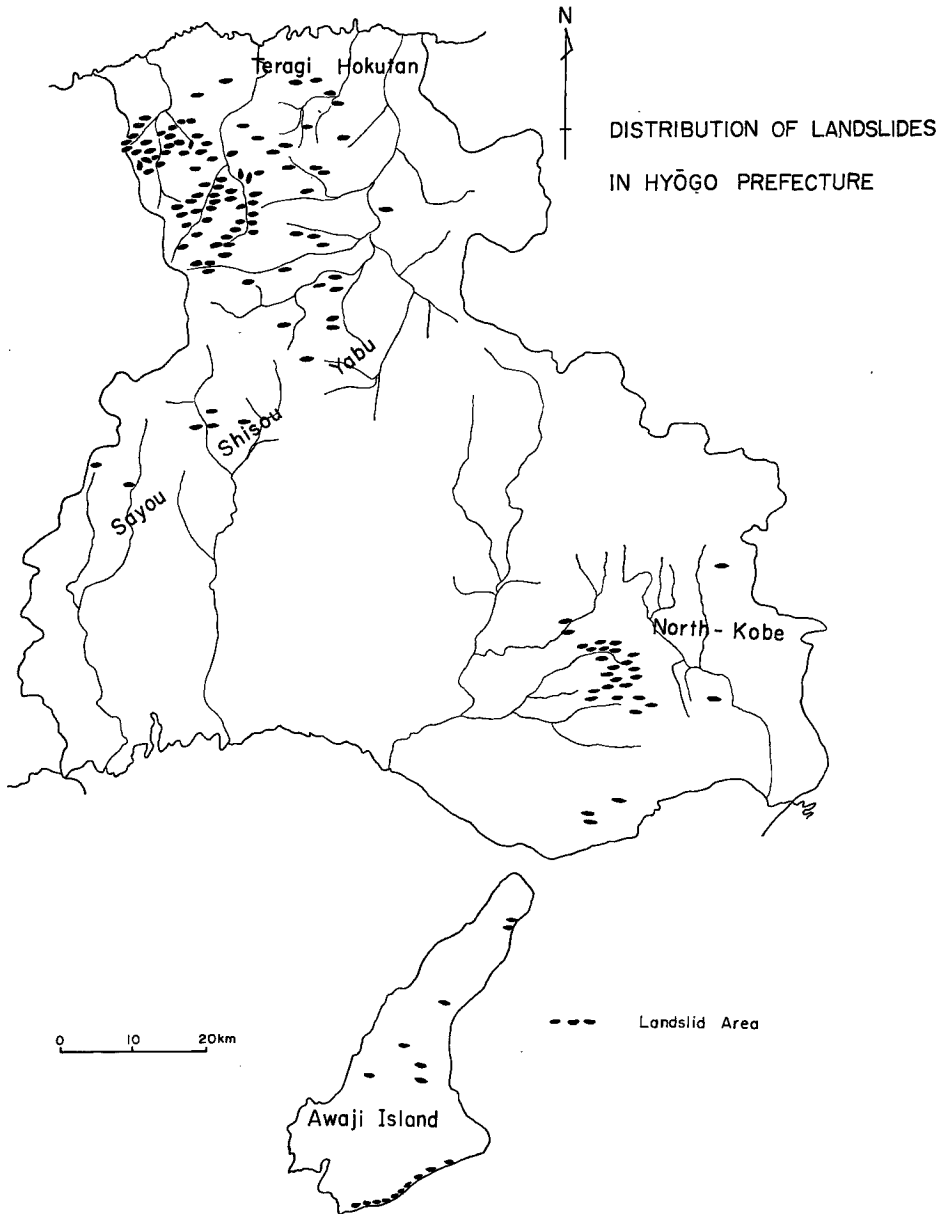 N
Teragi Hokutan
DISTRIBUTION OF LANDSLIDES
IN HYŌGO PREFECTURE
Yabu
Shisou
Sayou
North-Kobe
Landslid Area
0 10 20km
Awaji Island